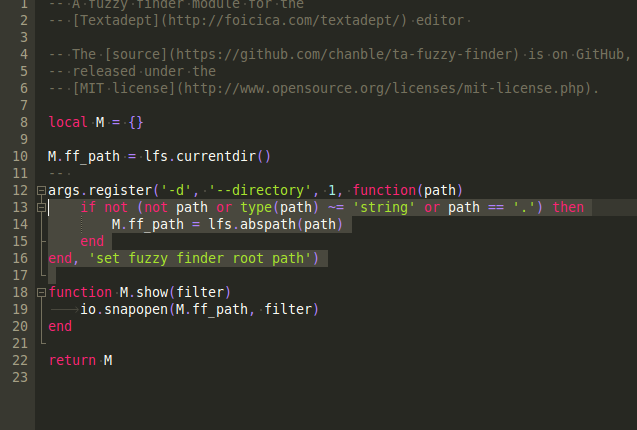 1 -- A fuzzy finder module for the
2 -- [Textadept](http://foicica.com/textadept/) editor
3
4 -- The [source](https://github.com/chanble/ta-fuzzy-finder) is on GitHub,
5 -- released under the
6 -- [MIT license](http://www.opensource.org/licenses/mit-license.php).
7
8 local M = {}
9
10 M.ff_path = lfs.currentdir()
11 ---
12 args.register('-d', '--directory', 1, function(path)
13 if not (not path or type(path) ~= 'string' or path == '.') then
14 M.ff_path = lfs.abspath(path)
15 end
16 end, 'set fuzzy finder root path')
17
18 function M.show(filter)
19 io.snapopen(M.ff_path, filter)
20 end
21
22 return M
23